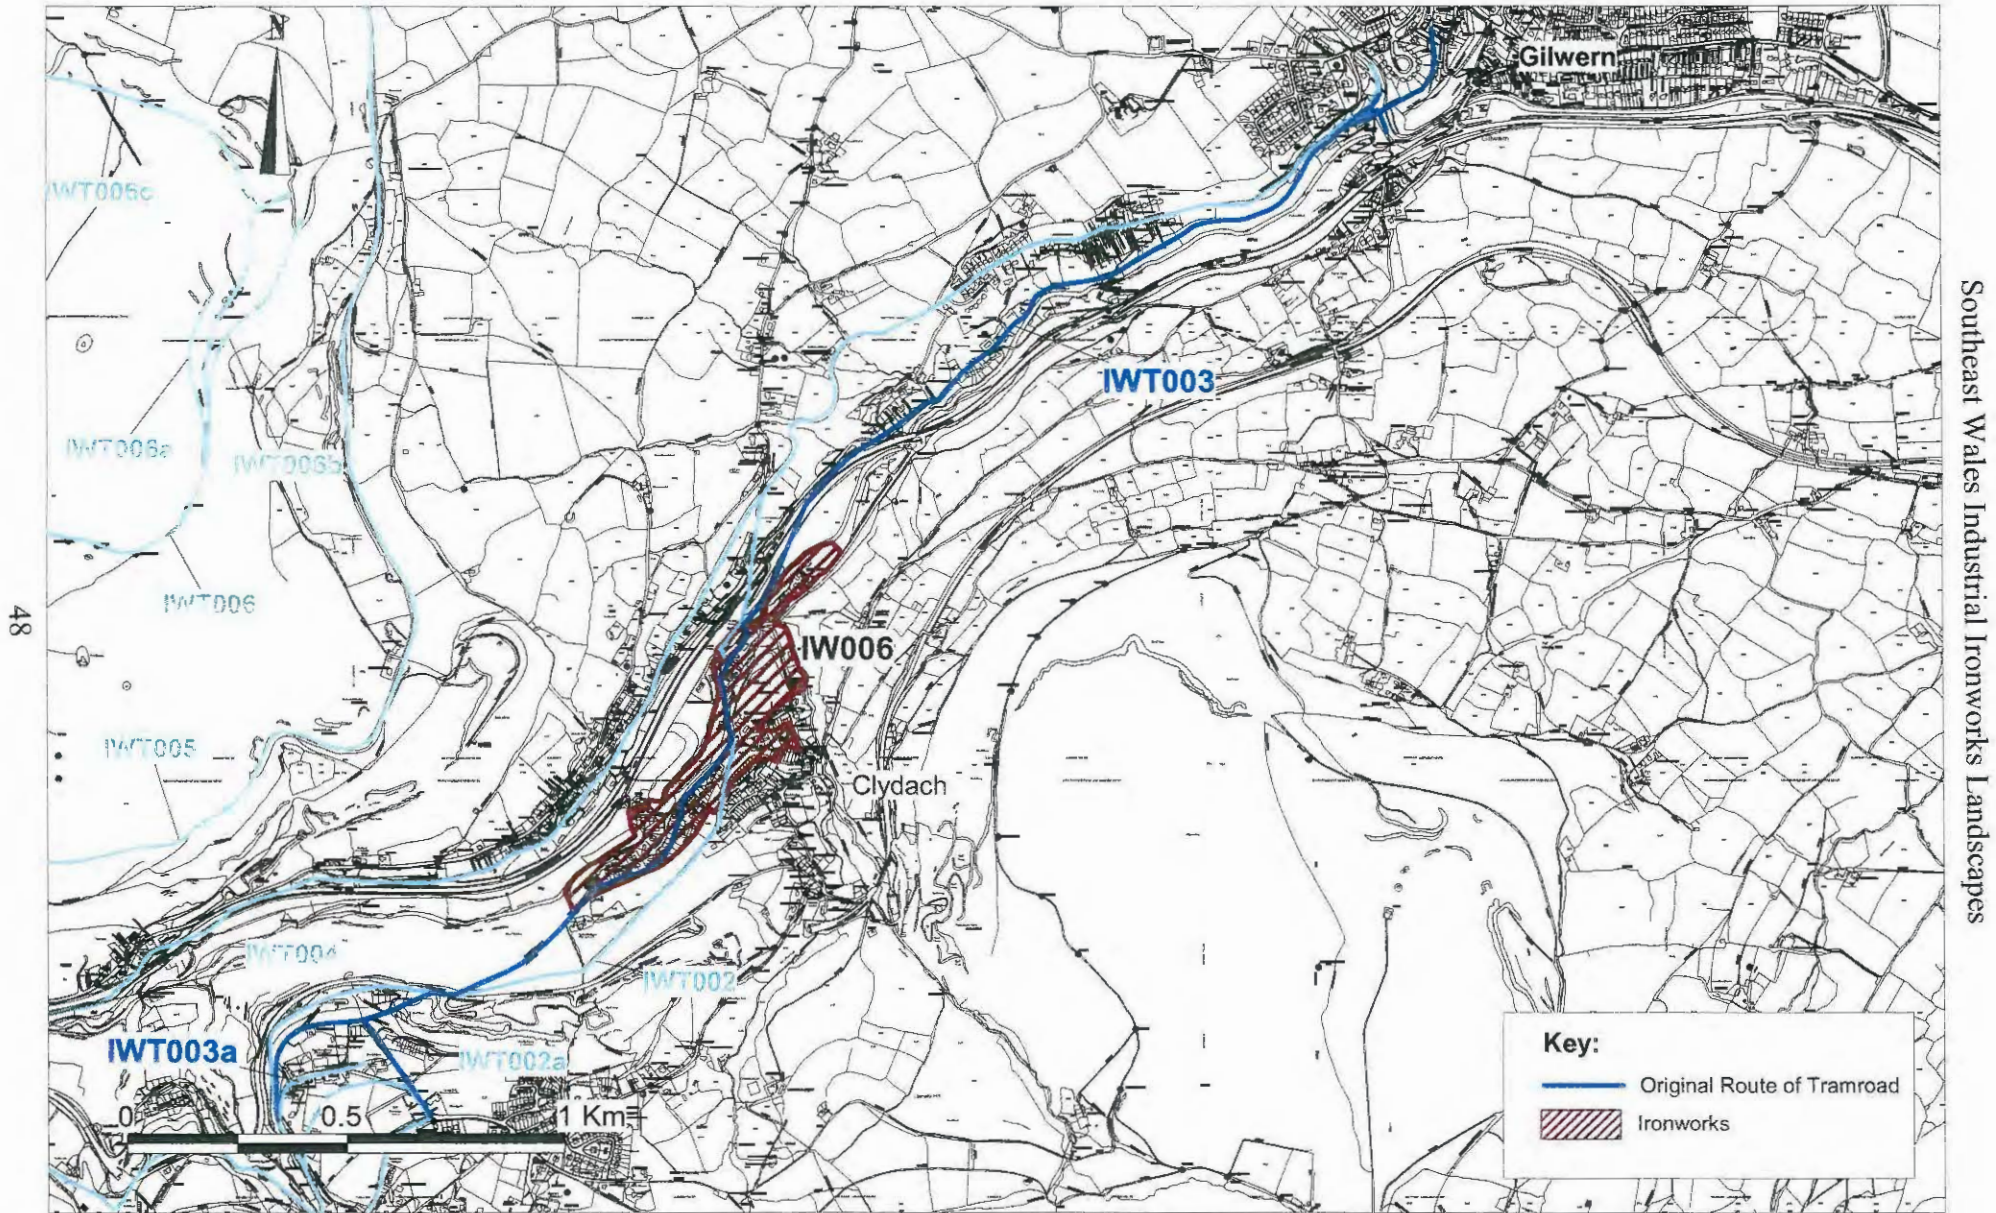 Southeast Wales Industrial Ironworks Landscapes
48
N
Gilwern
IWT006c
IWT003
IWT006a
IWT006b
IWT006
IW006
IWT005
Clydach
IWT004
IWT002
IWT003a
IWT002a
0 0.5 1 Km
Key:
Original Route of Tramroad
Ironworks